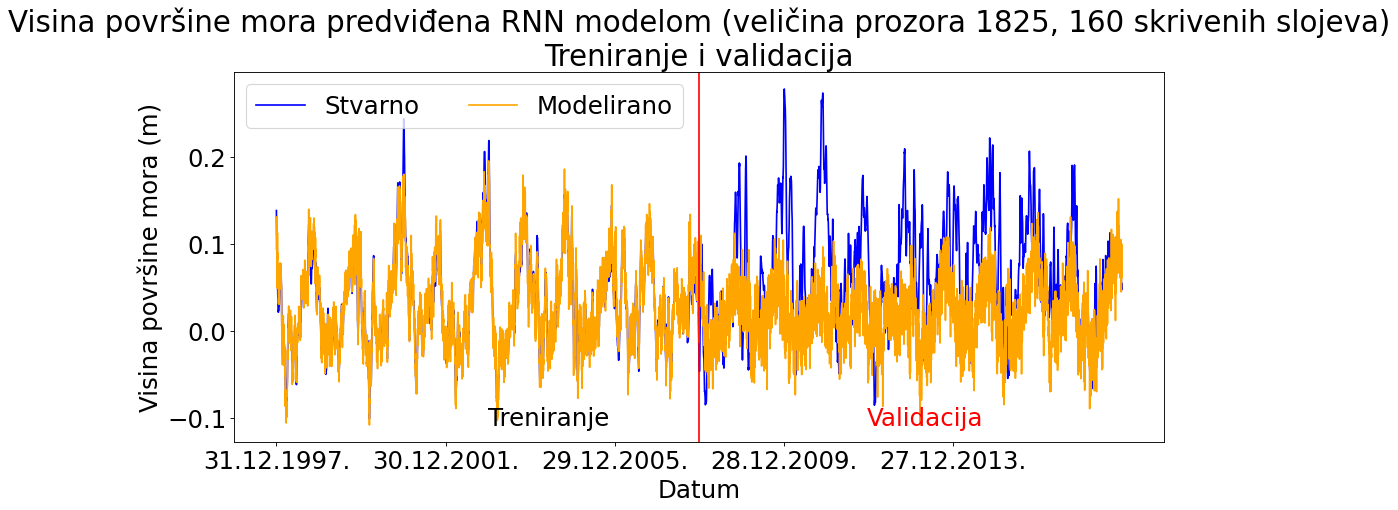 Visina površine mora predviđena RNN modelom (veličina prozora 1825, 160 skrivenih slojeva)
Treniranje i validacija
Stvarno
Modelirano
Visina površine mora (m)
0.2
0.1
0.0
−0.1
Treniranje
Validacija
31.12.1997.
30.12.2001.
29.12.2005.
28.12.2009.
27.12.2013.
Datum